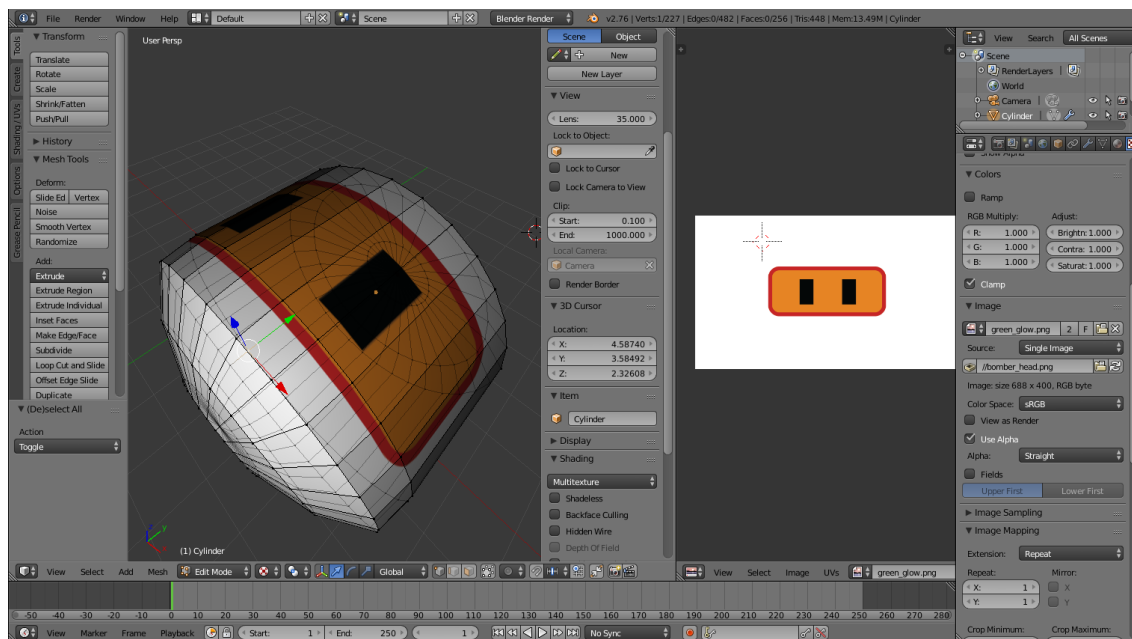 File Render Window Help Default Scene Blender Render v2.76 | Verts:1/227 | Edges:0/482 | Faces:0/256 | Tris:448 | Mem:13.49M | Cylinder
Tools
Create
Shading / UVs
Options
Grease Pencil
Transform
Translate
Rotate
Scale
Shrink/Fatten
Push/Pull
History
Mesh Tools
Deform:
Slide Ed Vertex
Noise
Smooth Vertex
Randomize
Add:
Extrude
Extrude Region
Extrude Individual
Inset Faces
Make Edge/Face
Subdivide
Loop Cut and Slide
Offset Edge Slide
Duplicate
(De)select All
Action
Toggle
User Persp
(1) Cylinder
Scene Object
New
New Layer
View
Lens: 35.000
Lock to Object:
Lock to Cursor
Lock Camera to View
Clip:
Start: 0.100
End: 1000.000
Local Camera:
Camera
Render Border
3D Cursor
Location:
X: 4.58740
Y: 3.58492
Z: 2.32608
Item
Cylinder
Display
Shading
Multitexture
Shadeless
Backface Culling
Hidden Wire
Depth Of Field
View Search All Scenes
Scene
RenderLayers
World
Camera
Cylinder
Show Alpha
Colors
Ramp
RGB Multiply: Adjust:
R: 1.000 Brightn: 1.000
G: 1.000 Contra: 1.000
B: 1.000 Saturat: 1.000
Clamp
Image
green_glow.png 2 F
Source: Single Image
//bomber_head.png
Image: size 688 x 400, RGB byte
Color Space: sRGB
View as Render
Use Alpha
Alpha: Straight
Fields
Upper First Lower First
Image Sampling
Image Mapping
Extension: Repeat
Repeat: Mirror:
X: 1 X
Y: 1 Y
Crop Minimum: Crop Maximum:
View Select Add Mesh Edit Mode Global
View Select Image UVs green_glow.png
-50 -40 -30 -20 -10 0 10 20 30 40 50 60 70 80 90 100 110 120 130 140 150 160 170 180 190 200 210 220 230 240 250 260 270 280
View Marker Frame Playback Start: 1 End: 250 1 No Sync